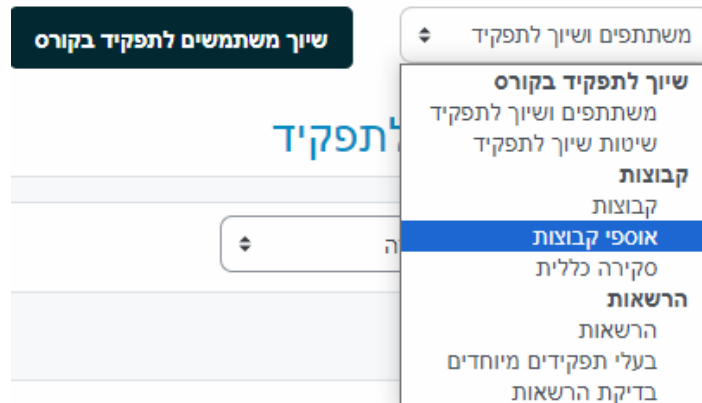 משתתפים ושיוך לתפקיד
שיוך משתמשים לתפקיד בקורס
שיוך לתפקיד בקורס
משתתפים ושיוך לתפקיד
שיטות שיוך לתפקיד
קבוצות
קבוצות
אוספי קבוצות
סקירה כללית
הרשאות
הרשאות
בעלי תפקידים מיוחדים
בדיקת הרשאות
לתפקיד